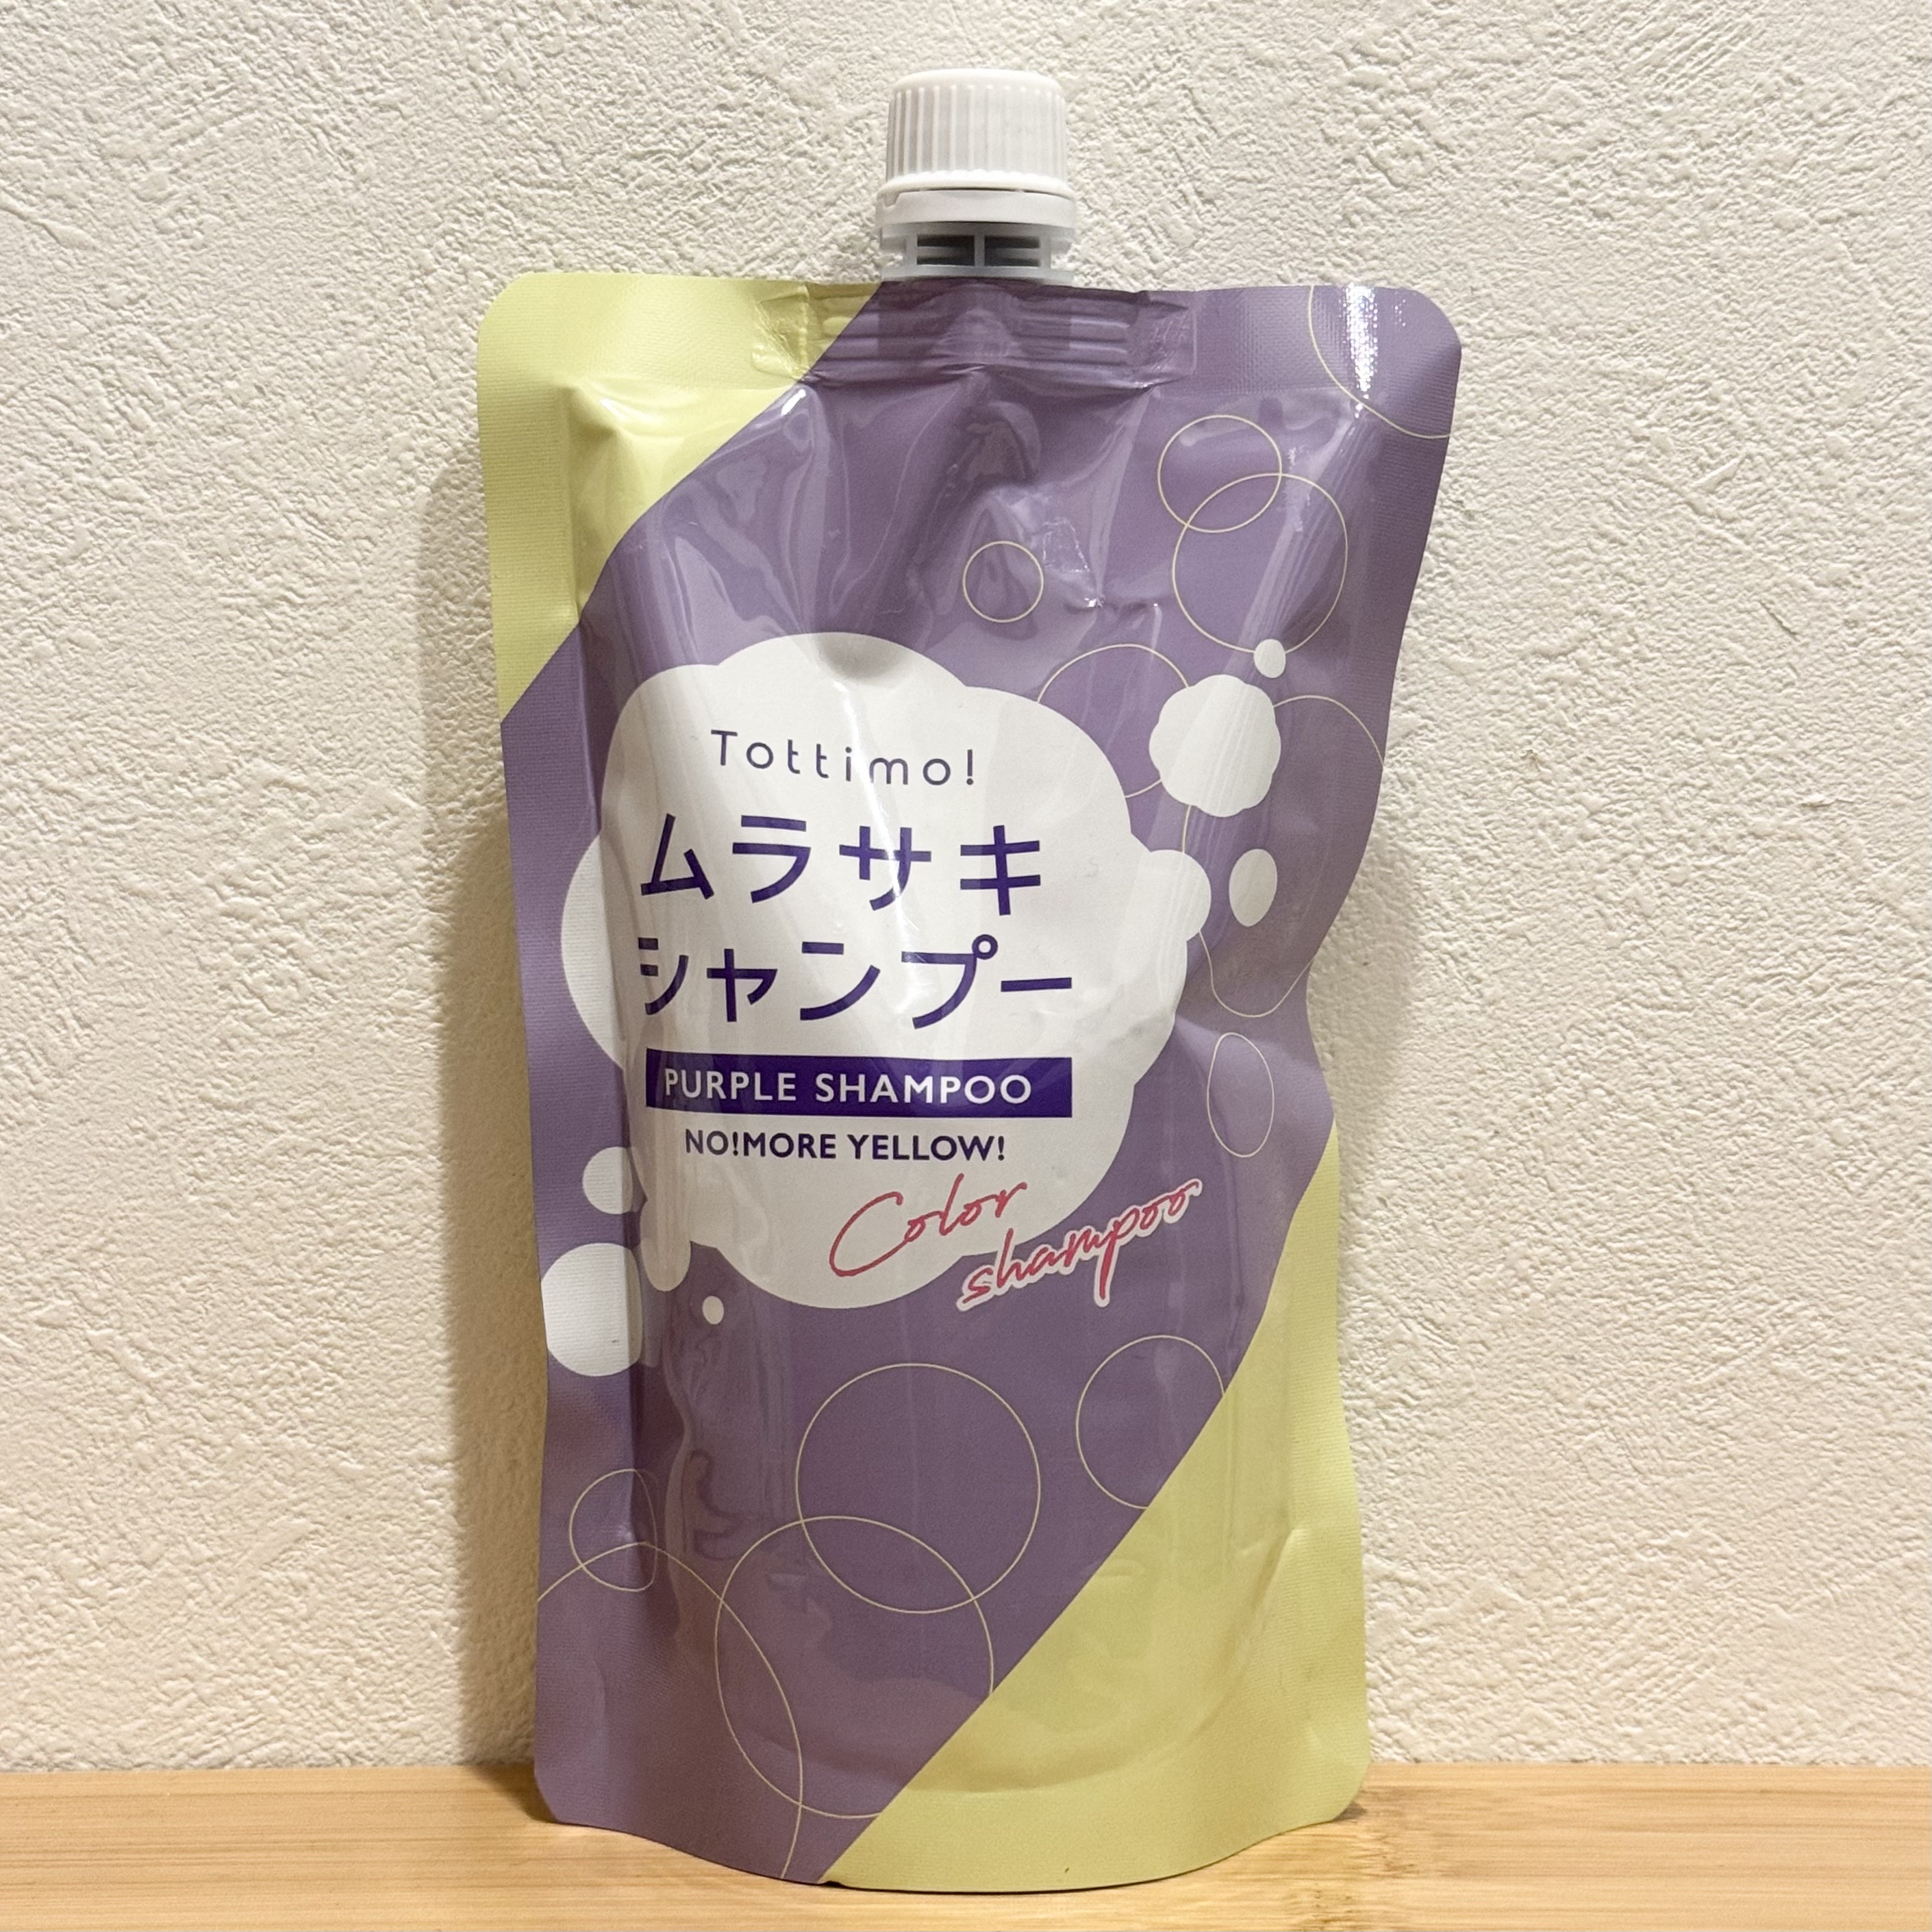 Tottimo!
ムラサキ
シャンプー
PURPLE SHAMPOO
NO!MORE YELLOW!
Color
shampoo